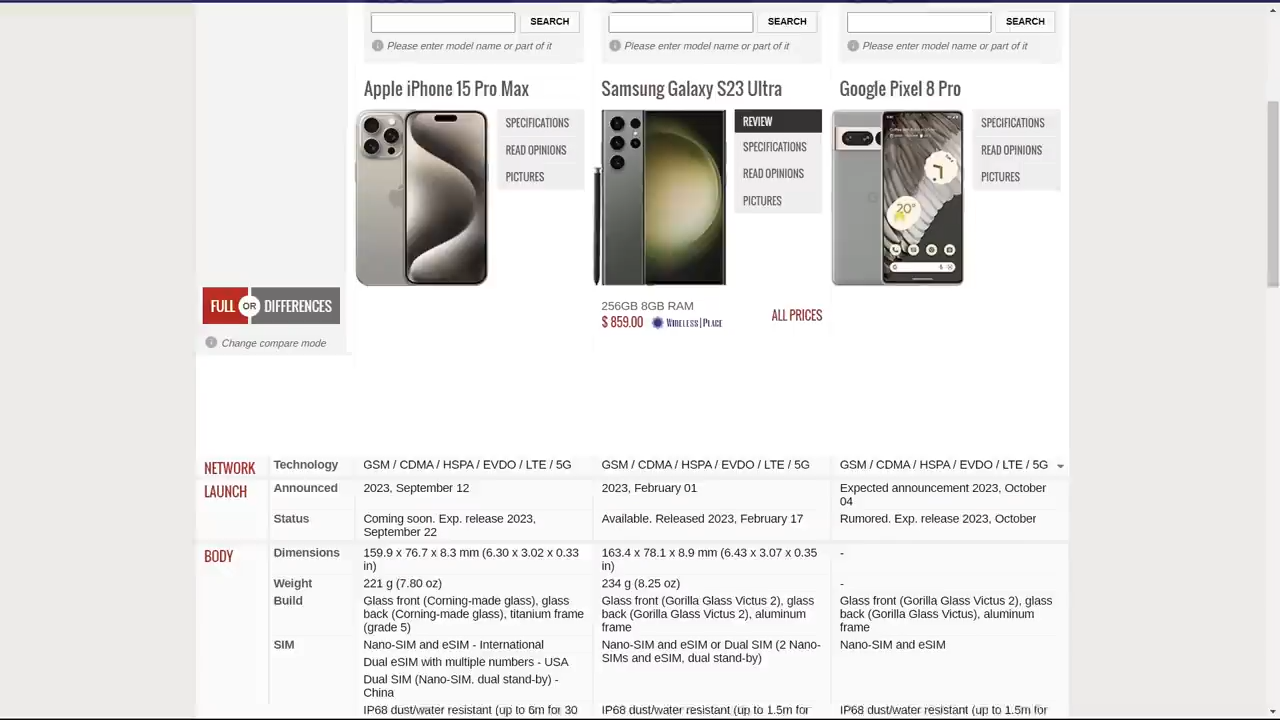 SEARCH SEARCH SEARCH
Please enter model name or part of it Please enter model name or part of it Please enter model name or part of it
Apple iPhone 15 Pro Max Samsung Galaxy S23 Ultra Google Pixel 8 Pro
SPECIFICATIONS REVIEW SPECIFICATIONS
READ OPINIONS SPECIFICATIONS READ OPINIONS
PICTURES READ OPINIONS PICTURES
PICTURES
20°
FULL OR DIFFERENCES
256GB 8GB RAM
$ 859.00 WIRELESS|PLACE ALL PRICES
Change compare mode
NETWORK Technology GSM / CDMA / HSPA / EVDO / LTE / 5G GSM / CDMA / HSPA / EVDO / LTE / 5G GSM / CDMA / HSPA / EVDO / LTE / 5G
LAUNCH Announced 2023, September 12 2023, February 01 Expected announcement 2023, October
04
Status Coming soon. Exp. release 2023, Available. Released 2023, February 17 Rumored. Exp. release 2023, October
September 22
BODY Dimensions 159.9 x 76.7 x 8.3 mm (6.30 x 3.02 x 0.33 163.4 x 78.1 x 8.9 mm (6.43 x 3.07 x 0.35 -
in) in)
Weight 221 g (7.80 oz) 234 g (8.25 oz) -
Build Glass front (Corning-made glass), glass Glass front (Gorilla Glass Victus 2), glass Glass front (Gorilla Glass Victus 2), glass
back (Corning-made glass), titanium frame back (Gorilla Glass Victus 2), aluminum back (Gorilla Glass Victus), aluminum
(grade 5) frame frame
SIM Nano-SIM and eSIM - International Nano-SIM and eSIM or Dual SIM (2 Nano- Nano-SIM and eSIM
Dual eSIM with multiple numbers - USA SIMs and eSIM, dual stand-by)
Dual SIM (Nano-SIM, dual stand-by) -
China
IP68 dust/water resistant (up to 6m for 30 IP68 dust/water resistant (up to 1.5m for IP68 dust/water resistant (up to 1.5m for